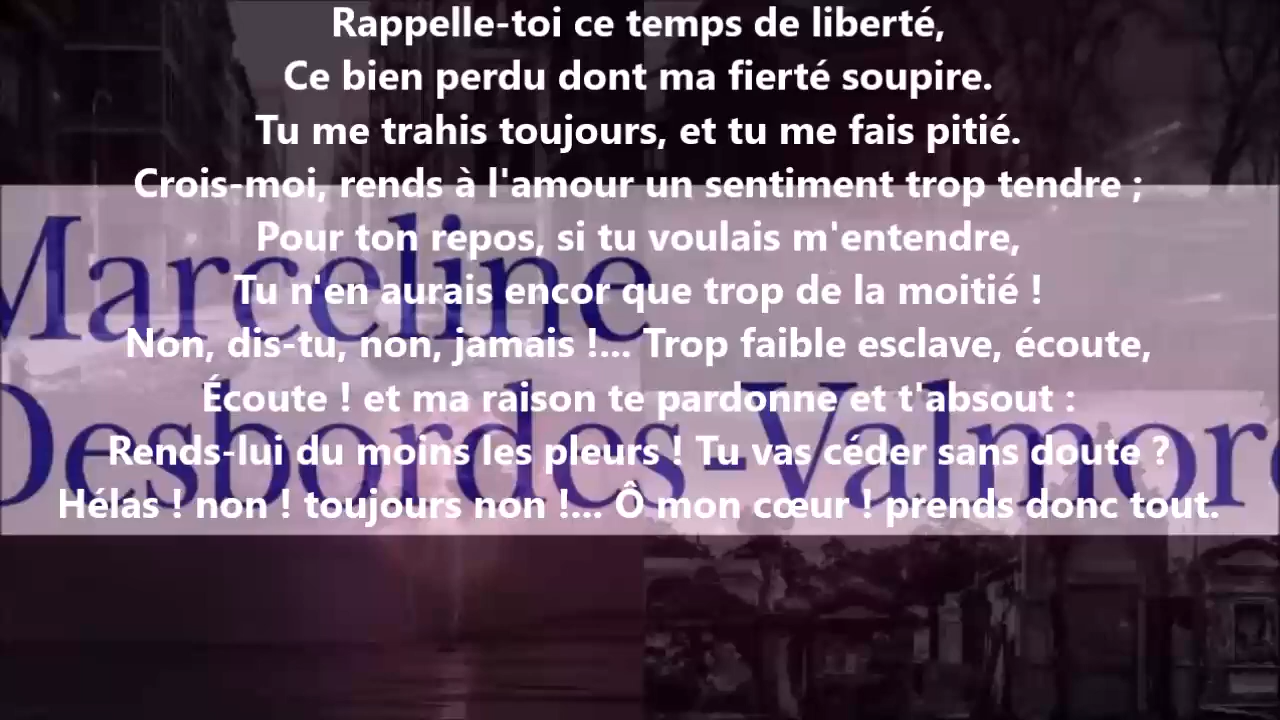 Rappelle-toi ce temps de liberté,
Ce bien perdu dont ma fierté soupire.
Tu me trahis toujours, et tu me fais pitié.
Crois-moi, rends à l'amour un sentiment trop tendre ;
Pour ton repos, si tu voulais m'entendre,
Tu n'en aurais encor que trop de la moitié !
Non, dis-tu, non, jamais !... Trop faible esclave, écoute,
Écoute ! et ma raison te pardonne et t'absout :
Rends-lui du moins les pleurs ! Tu vas céder sans doute ?
Hélas ! non ! toujours non !... Ô mon cœur ! prends donc tout.
Marceline
Desbordes-Valmore